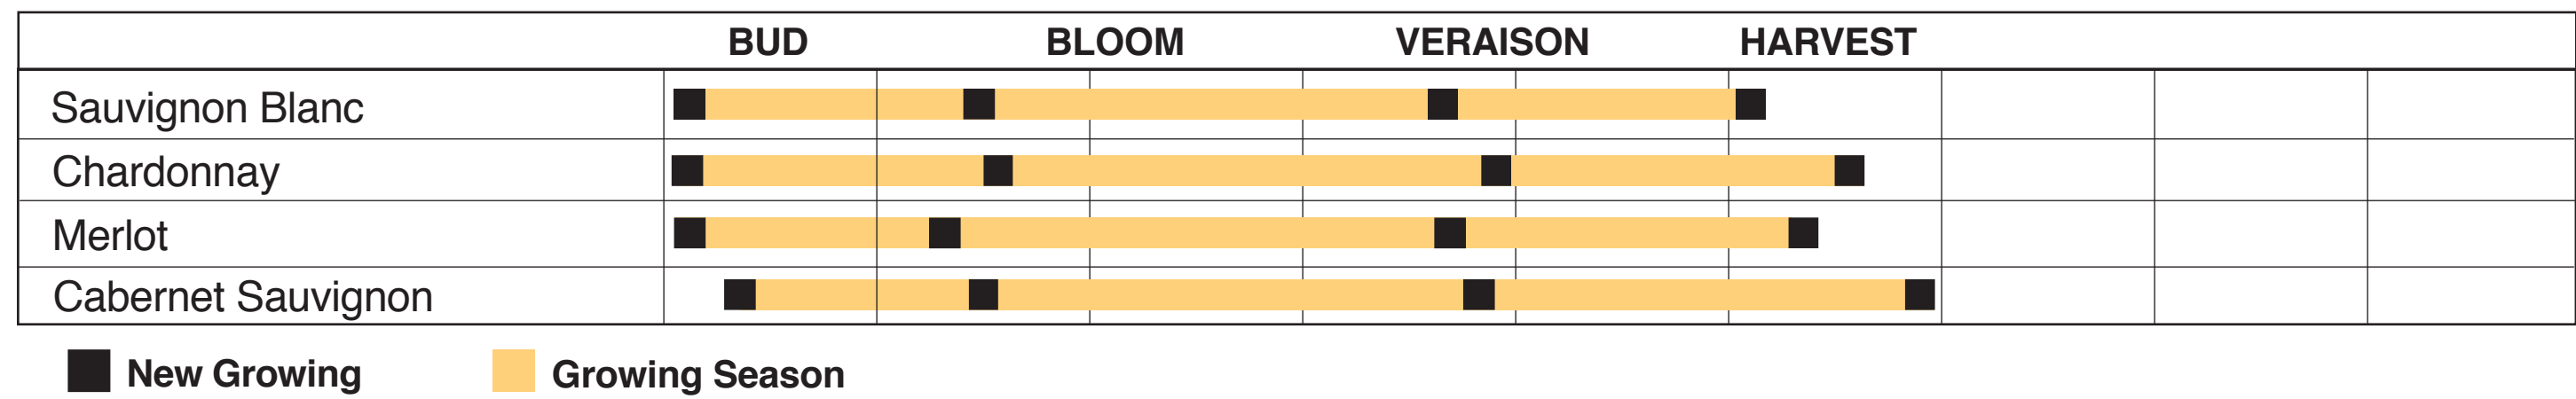 BUD BLOOM VERAISON HARVEST
Sauvignon Blanc
Chardonnay
Merlot
Cabernet Sauvignon
New Growing Growing Season